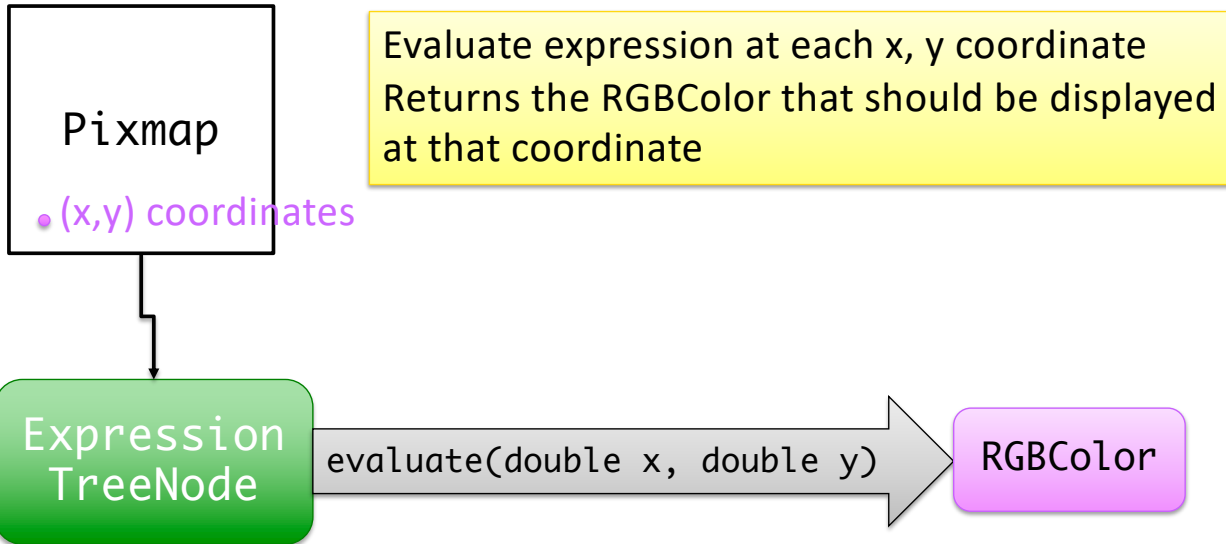 Pixmap
(x,y) coordinates
Evaluate expression at each x, y coordinate
Returns the RGBColor that should be displayed
at that coordinate
Expression
TreeNode
evaluate(double x, double y)
RGBColor